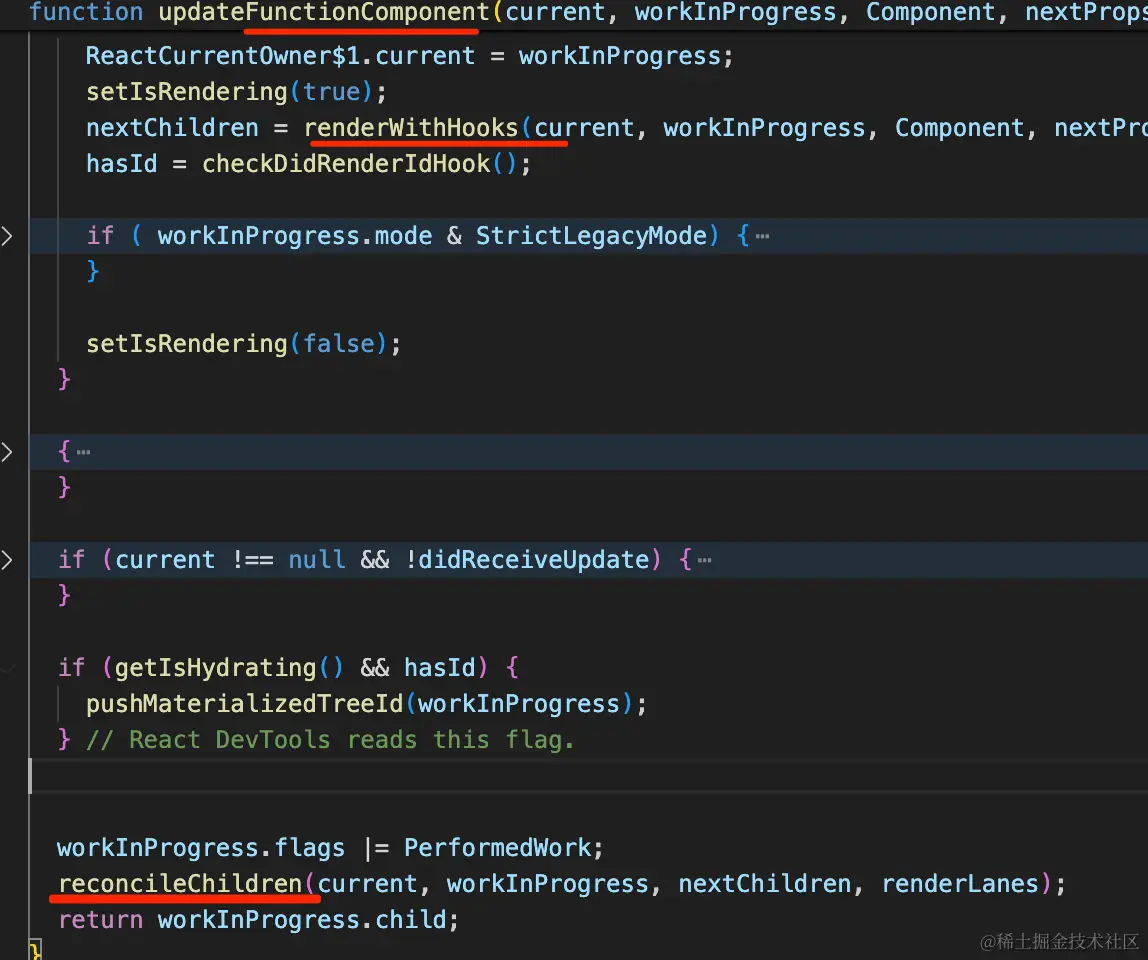 function updateFunctionComponent(current, workInProgress, Component, nextProps
ReactCurrentOwner$1.current = workInProgress;
setIsRendering(true);
nextChildren = renderWithHooks(current, workInProgress, Component, nextPro
hasId = checkDidRenderIdHook();
if ( workInProgress.mode & StrictLegacyMode) {⋯
}
setIsRendering(false);
}
{⋯
}
if (current !== null && !didReceiveUpdate) {⋯
}
if (getIsHydrating() && hasId) {
pushMaterializedTreeId(workInProgress);
} // React DevTools reads this flag.
workInProgress.flags |= PerformedWork;
reconcileChildren(current, workInProgress, nextChildren, renderLanes);
return workInProgress.child;
}
@稀土掘金技术社区